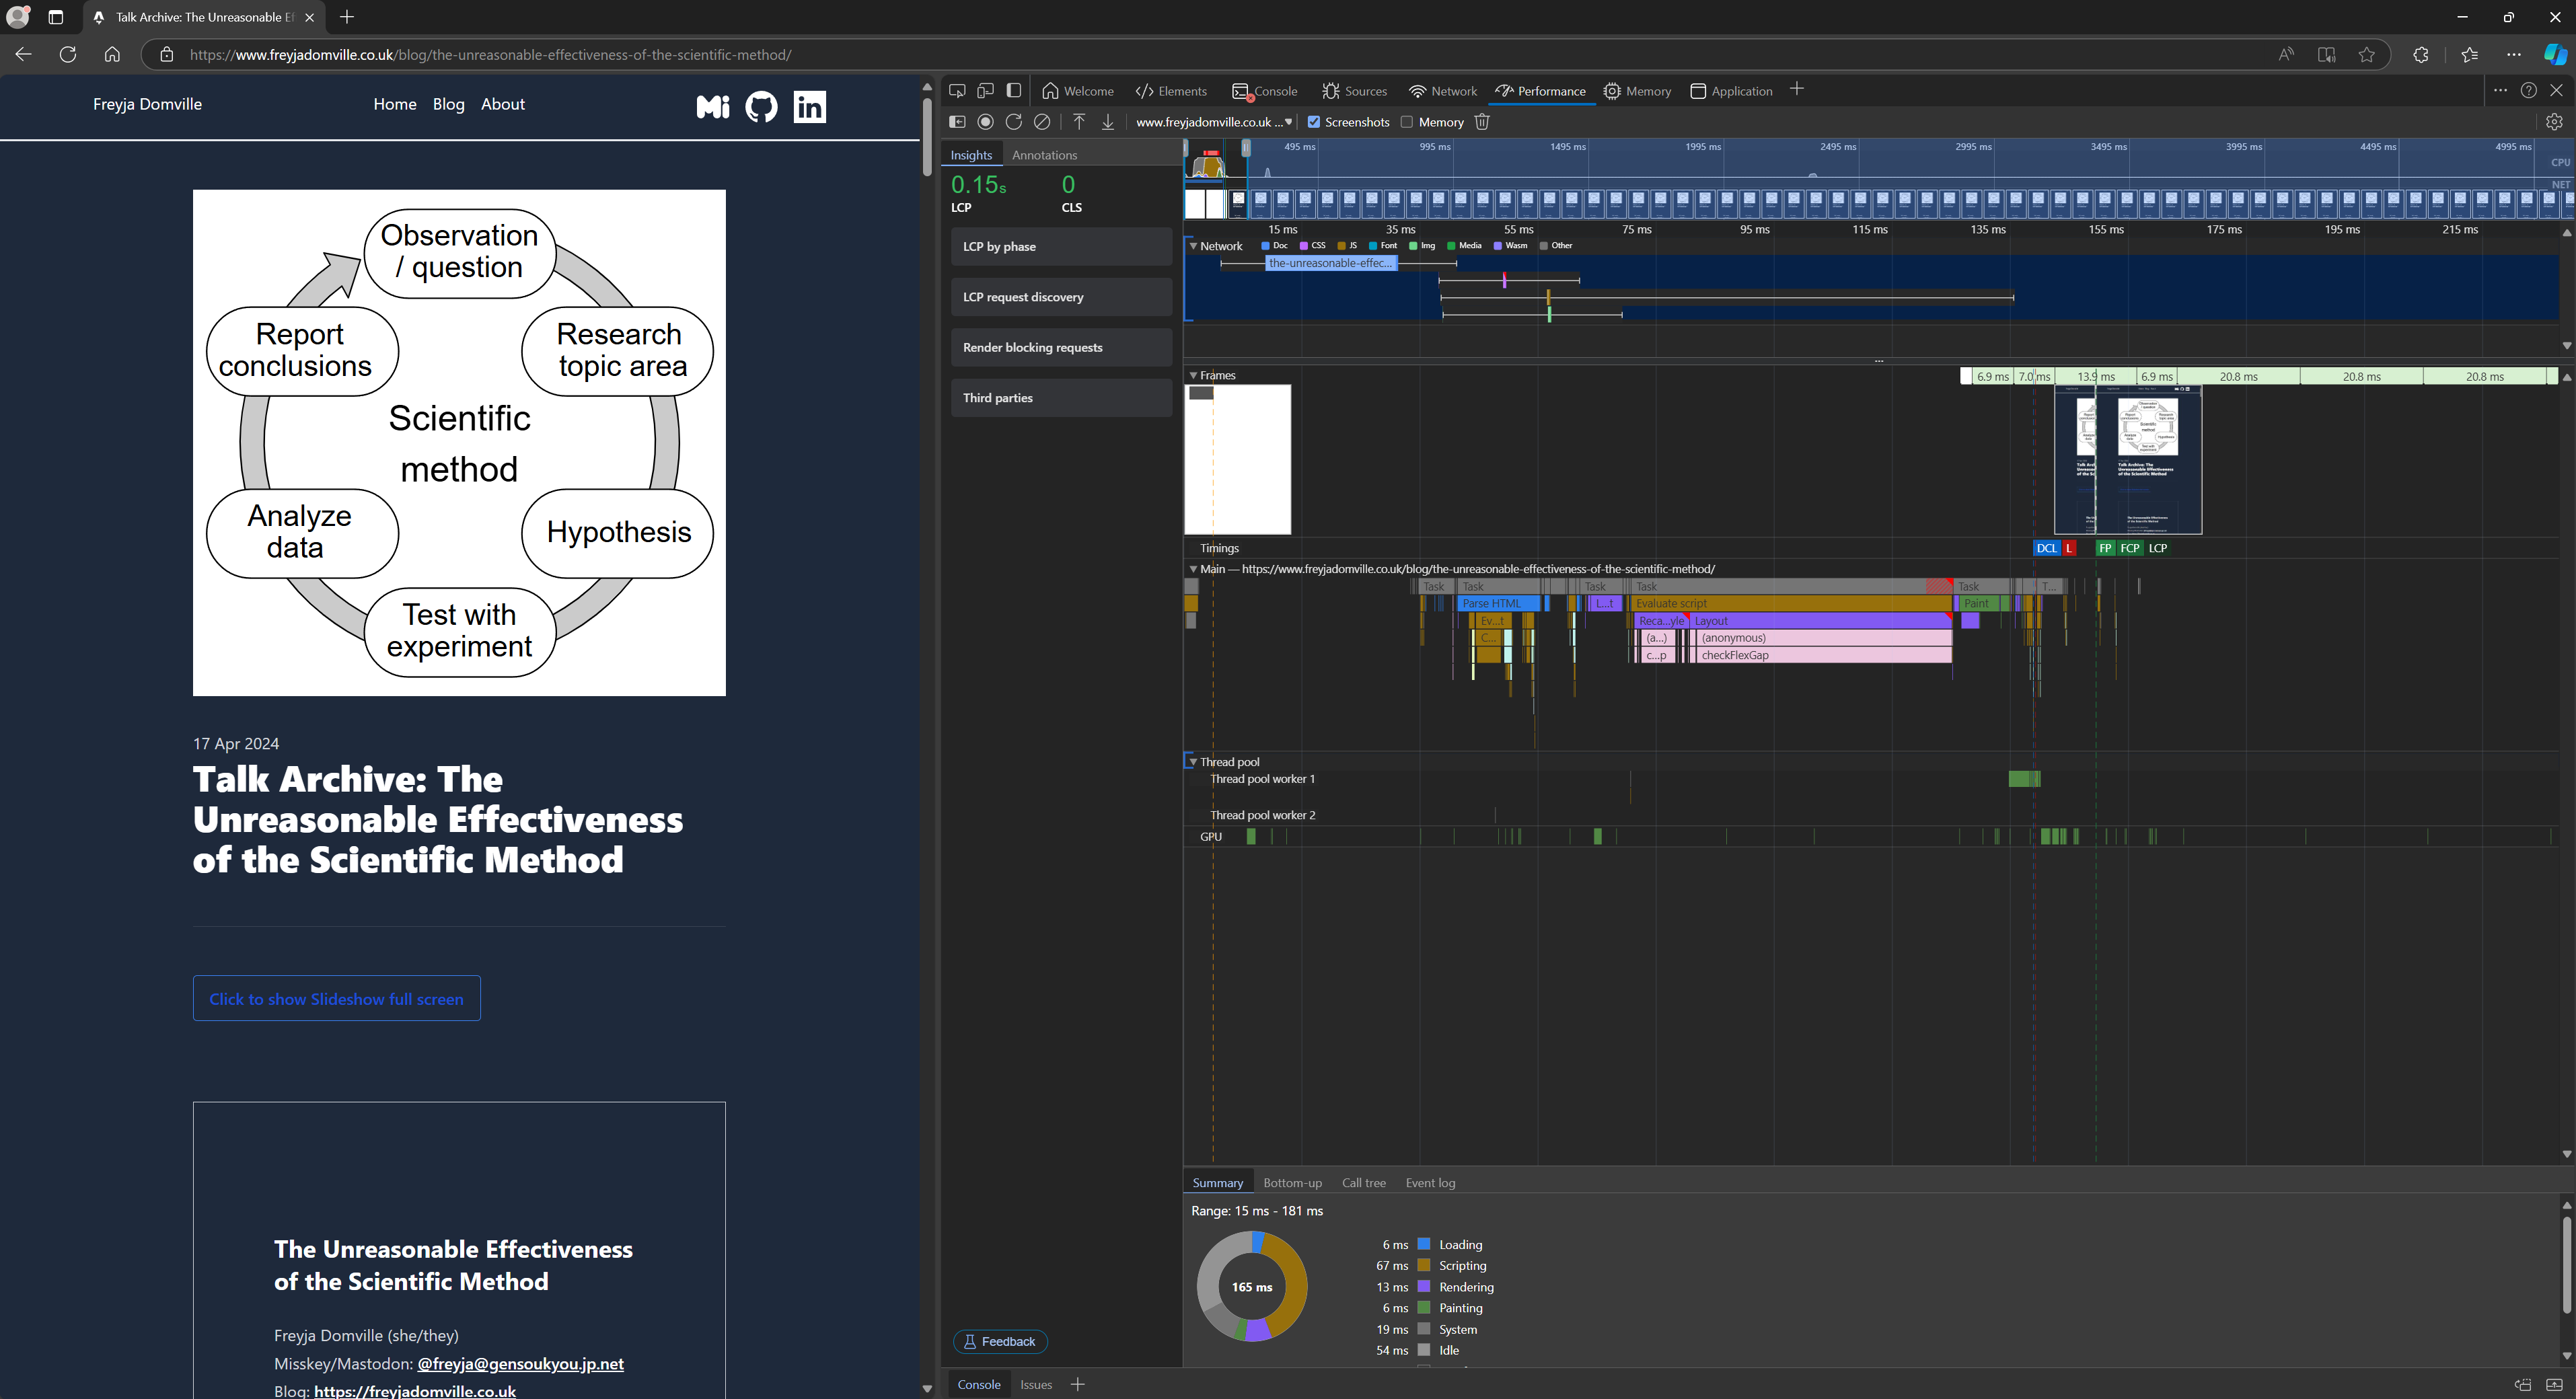 Talk Archive: The Unreasonable Ef
https://www.freyjadomville.co.uk/blog/the-unreasonable-effectiveness-of-the-scientific-method/
Freyja Domville
Home Blog About
Observation
/ question
Report
conclusions
Research
topic area
Scientific
method
Analyze
data
Hypothesis
Test with
experiment
17 Apr 2024
Talk Archive: The
Unreasonable Effectiveness
of the Scientific Method
Click to show Slideshow full screen
The Unreasonable Effectiveness
of the Scientific Method
Freyja Domville (she/they)
Misskey/Mastodon: @freyja@gensoukyou.jp.net
Blog: https://freyjadomville.co.uk
Welcome Elements Console Sources Network Performance Memory Application
www.freyjadomville.co.uk ... Screenshots Memory
Insights Annotations
0.15s 0
LCP CLS
LCP by phase
LCP request discovery
Render blocking requests
Third parties
Feedback
495 ms 995 ms 1495 ms 1995 ms 2495 ms 2995 ms 3495 ms 3995 ms 4495 ms 4995 ms
CPU
NET
15 ms 35 ms 55 ms 75 ms 95 ms 115 ms 135 ms 155 ms 175 ms 195 ms 215 ms
Network Doc CSS JS Font Img Media Wasm Other
the-unreasonable-effec...
Frames 6.9 ms 7.0 ms 13.9 ms 6.9 ms 20.8 ms 20.8 ms 20.8 ms
Timings DCL L FP FCP LCP
Main — https://www.freyjadomville.co.uk/blog/the-unreasonable-effectiveness-of-the-scientific-method/
Task Task Task Task Task T...
Parse HTML L...t Evaluate script Paint
Ev...t Reca...yle Layout
C... (a...) (anonymous)
c...p checkFlexGap
Thread pool
Thread pool worker 1
Thread pool worker 2
GPU
Summary Bottom-up Call tree Event log
Range: 15 ms - 181 ms
165 ms
6 ms Loading
67 ms Scripting
13 ms Rendering
6 ms Painting
19 ms System
54 ms Idle
Console Issues